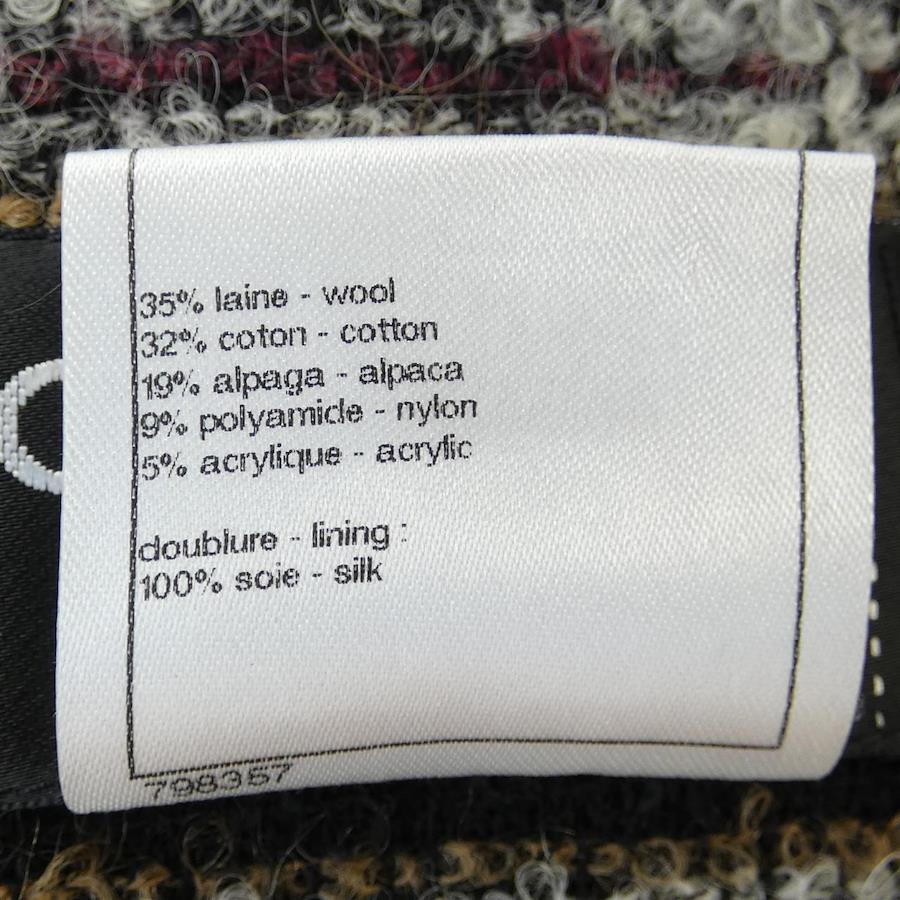 35% laine - wool
32% coton - cotton
19% alpaga - alpaca
9% polyamide - nylon
5% acrylique - acrylic
doublure - lining :
100% soie - silk
798357